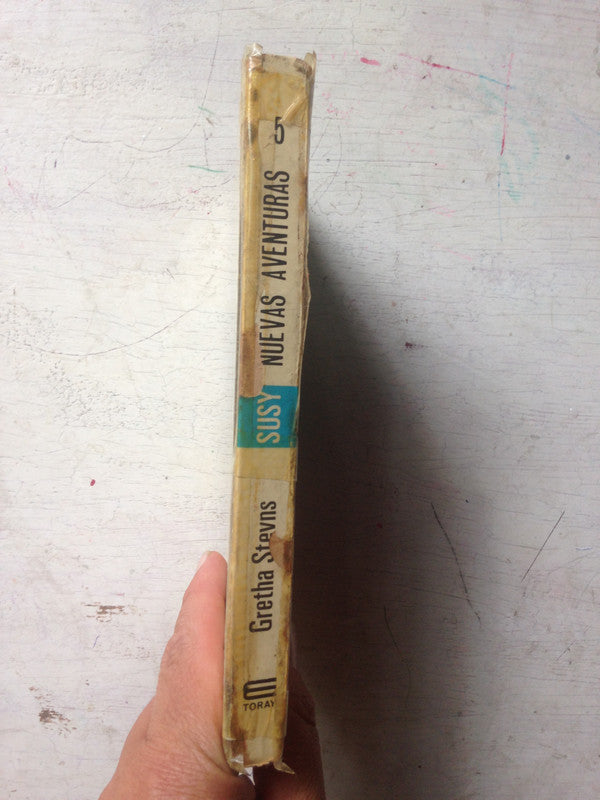 Gretha Stevns
SUSY
NUEVAS AVENTURAS
5
TORAY